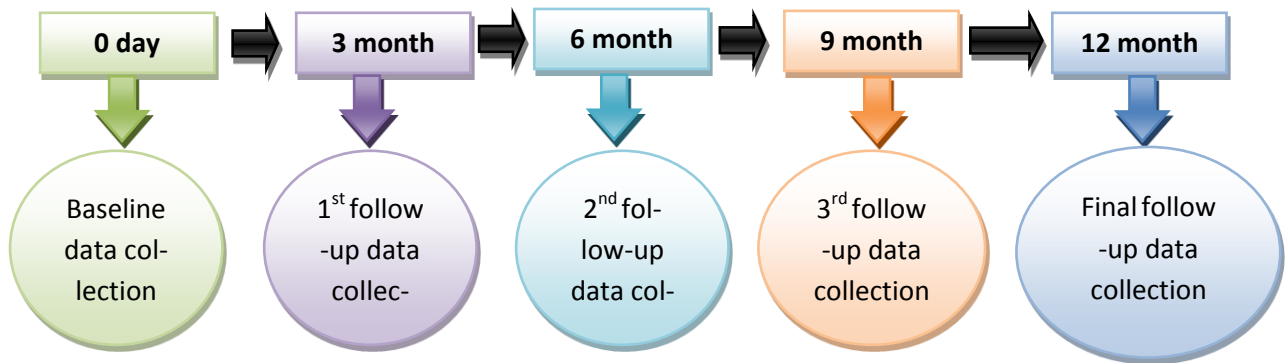 0 day
3 month
6 month
9 month
12 month
Baseline
data col-
lection
1st follow
-up data
collec-
2nd fol-
low-up
data col-
3rd follow
-up data
collection
Final follow
-up data
collection